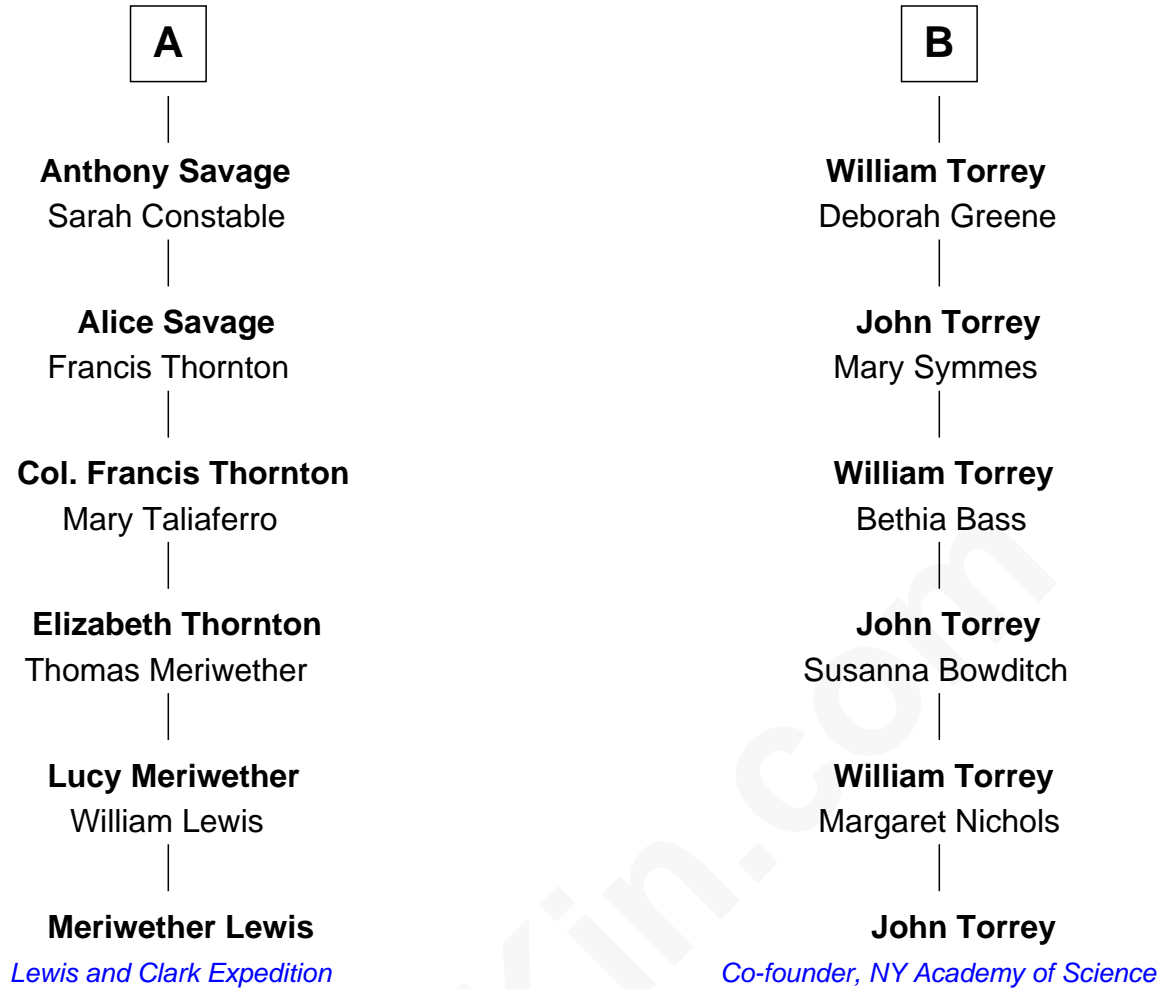 A
Anthony Savage
Sarah Constable
Alice Savage
Francis Thornton
Col. Francis Thornton
Mary Taliaferro
Elizabeth Thornton
Thomas Meriwether
Lucy Meriwether
William Lewis
Meriwether Lewis
Lewis and Clark Expedition
B
William Torrey
Deborah Greene
John Torrey
Mary Symmes
William Torrey
Bethia Bass
John Torrey
Susanna Bowditch
William Torrey
Margaret Nichols
John Torrey
Co-founder, NY Academy of Science